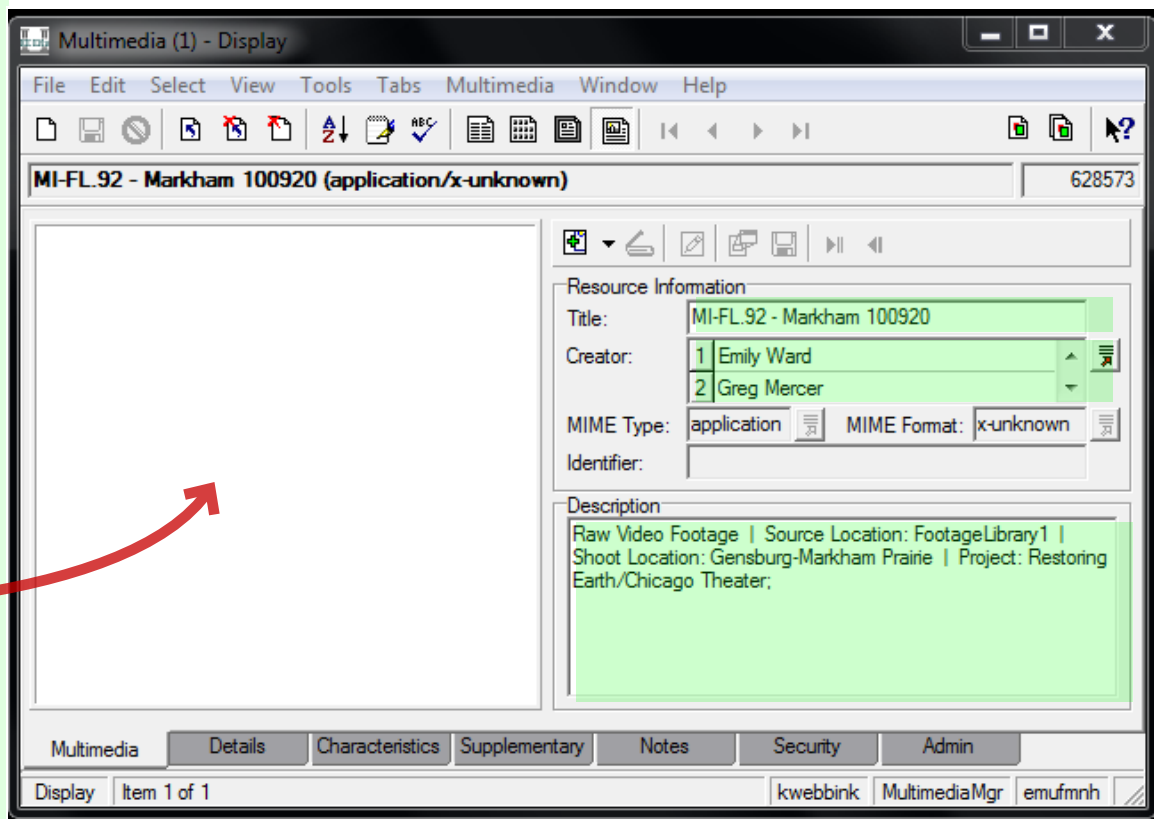 Multimedia (1) - Display
File Edit Select View Tools Tabs Multimedia Window Help
MI-FL.92 - Markham 100920 (application/x-unknown) 628573
Resource Information
Title: MI-FL.92 - Markham 100920
Creator: 1 Emily Ward
2 Greg Mercer
MIME Type: application MIME Format: x-unknown
Identifier:
Description
Raw Video Footage | Source Location: FootageLibrary1 |
Shoot Location: Gensburg-Markham Prairie | Project: Restoring
Earth/Chicago Theater;
Multimedia Details Characteristics Supplementary Notes Security Admin
Display Item 1 of 1 kwebbink MultimediaMgr emufmnh